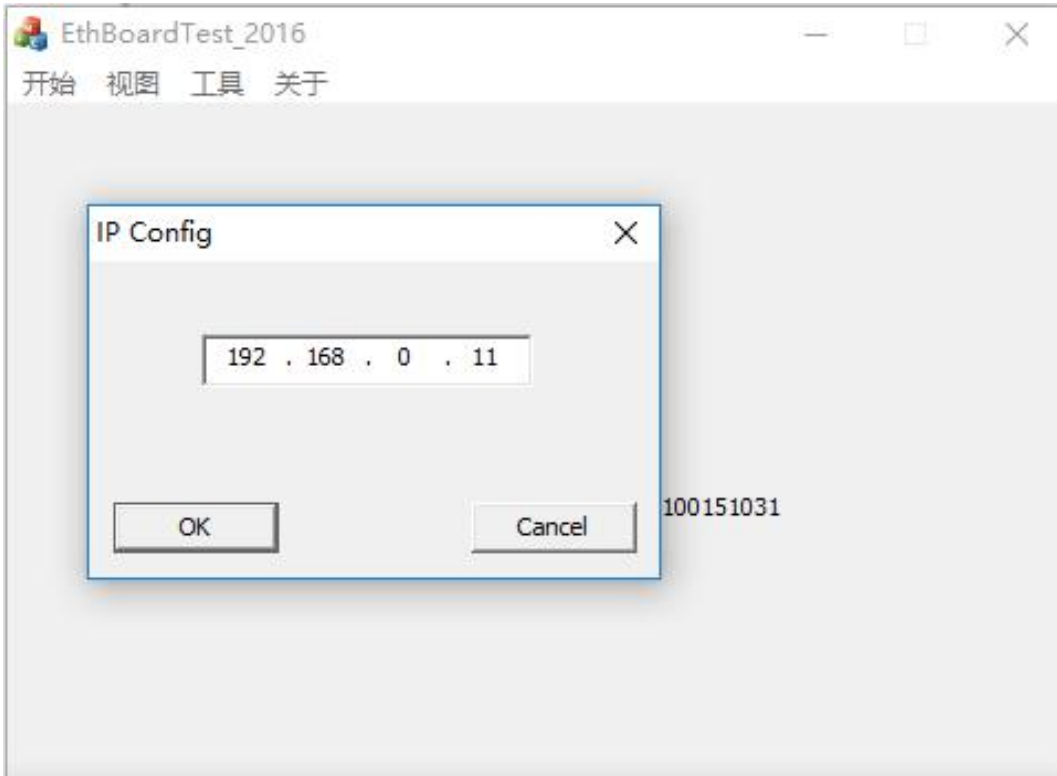 EthBoardTest_2016
开始 视图 工具 关于
IP Config
192 . 168 . 0 . 11
100151031
OK Cancel